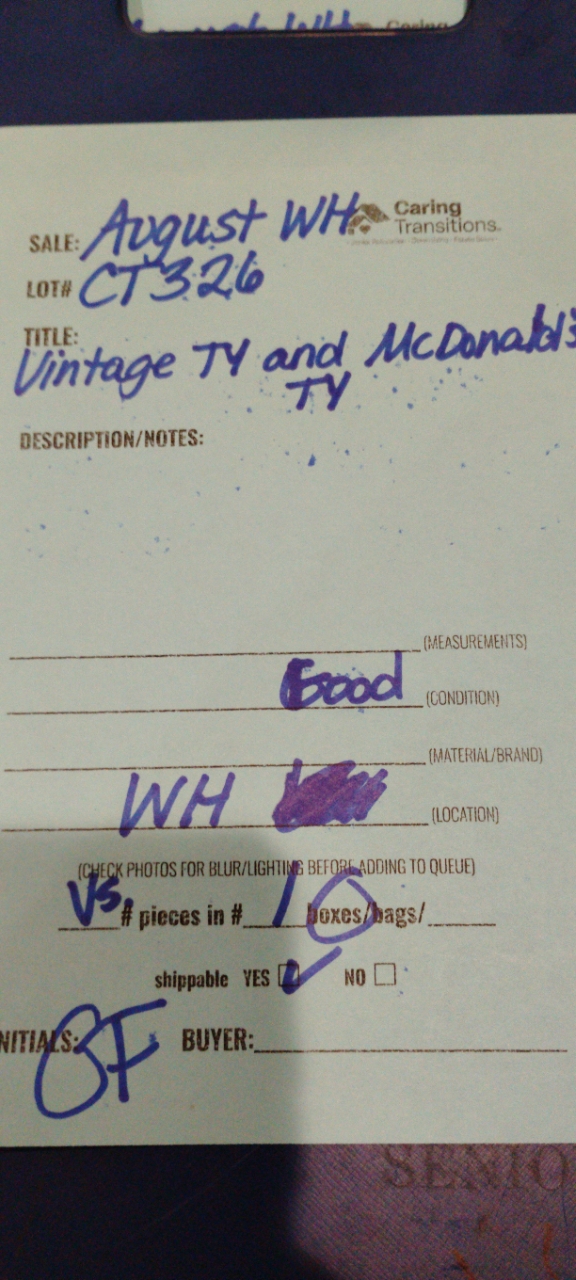 SALE: August WH Caring Transitions.
LOT# CT326
TITLE:
Vintage TY and McDonald's
TY
DESCRIPTION/NOTES:
(MEASUREMENTS)
Good (CONDITION)
(MATERIAL/BRAND)
WH (LOCATION)
(CHECK PHOTOS FOR BLUR/LIGHTING BEFORE ADDING TO QUEUE)
Vs. # pieces in # 1 boxes/bags/
shippable YES NO
NITIALS: BUYER:
SENIO